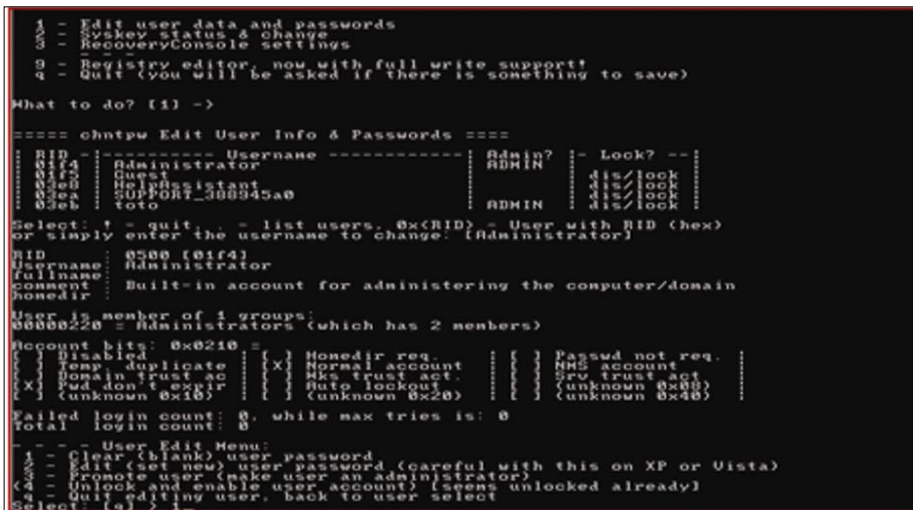 1 - Edit user data and passwords
2 - Syskey status & change
3 - RecoveryConsole settings
- - -
9 - Registry editor, now with full write support!
q - Quit (you will be asked if there is something to save)
What to do? [1] ->
===== chntpw Edit User Info & Passwords ====
| RID -|---------- Username ------------| Admin? |- Lock? --|
| 01f4 | Administrator | ADMIN | |
| 01f5 | Guest | | dis/lock |
| 03e8 | HelpAssistant | | dis/lock |
| 03ea | SUPPORT_388945a0 | | dis/lock |
| 03eb | toto | ADMIN | dis/lock |
Select: ! - quit, . - list users, 0x<RID> - User with RID (hex)
or simply enter the username to change: [Administrator]
RID : 0500 [01f4]
Username: Administrator
fullname:
comment : Built-in account for administering the computer/domain
homedir :
User is member of 1 groups:
00000220 = Administrators (which has 2 members)
Account bits: 0x0210 =
[ ] Disabled | [ ] Homedir req. | [ ] Passwd not req. |
[ ] Temp. duplicate | [X] Normal account | [ ] NMS account |
[ ] Domain trust ac | [ ] Wks trust act. | [ ] Srv trust act |
[X] Pwd don't expir | [ ] Auto lockout | [ ] (unknown 0x08) |
[ ] (unknown 0x10) | [ ] (unknown 0x20) | [ ] (unknown 0x40) |
Failed login count: 0, while max tries is: 0
Total login count: 0
- - - - User Edit Menu:
1 - Clear (blank) user password
2 - Edit (set new) user password (careful with this on XP or Vista)
3 - Promote user (make user an administrator)
(4 - Unlock and enable user account) [seems unlocked already]
q - Quit editing user, back to user select
Select: [q] > 1_